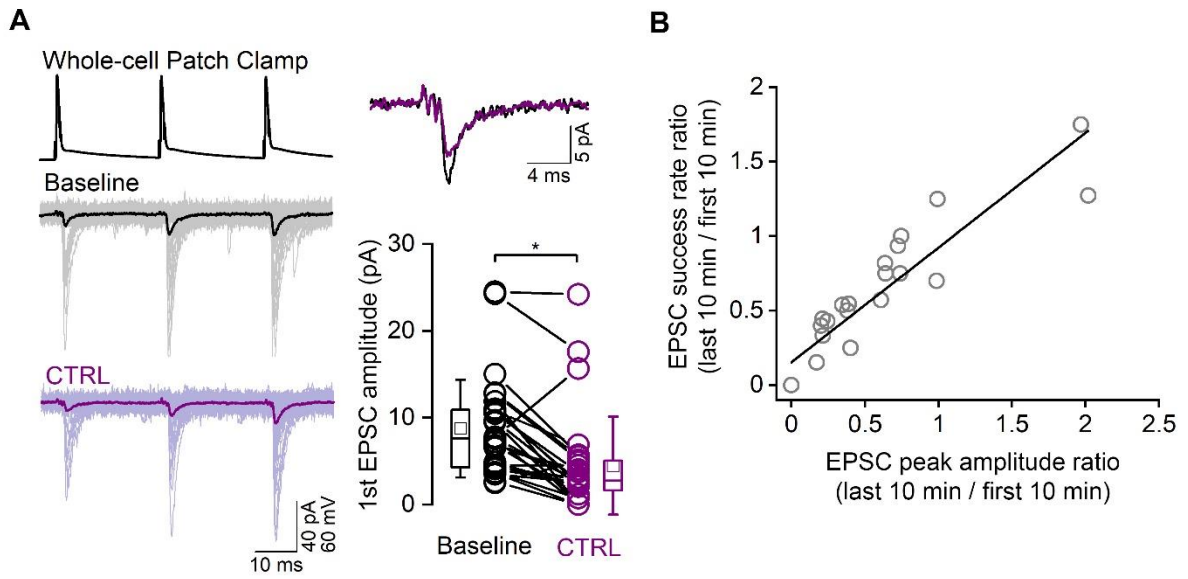 A
Whole-cell Patch Clamp
Baseline
CTRL
40 pA
60 mV
10 ms
5 pA
4 ms
*
1st EPSC amplitude (pA)
30
20
10
0
Baseline
CTRL
B
EPSC success rate ratio
(last 10 min / first 10 min)
2
1.5
1
0.5
0
0
0.5
1
1.5
2
2.5
EPSC peak amplitude ratio
(last 10 min / first 10 min)